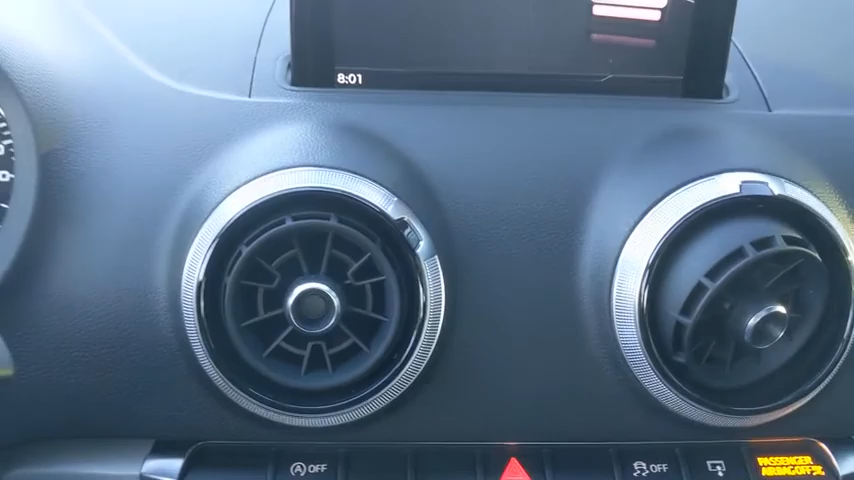 8:01
OFF
OFF
PASSENGER
AIRBAG OFF